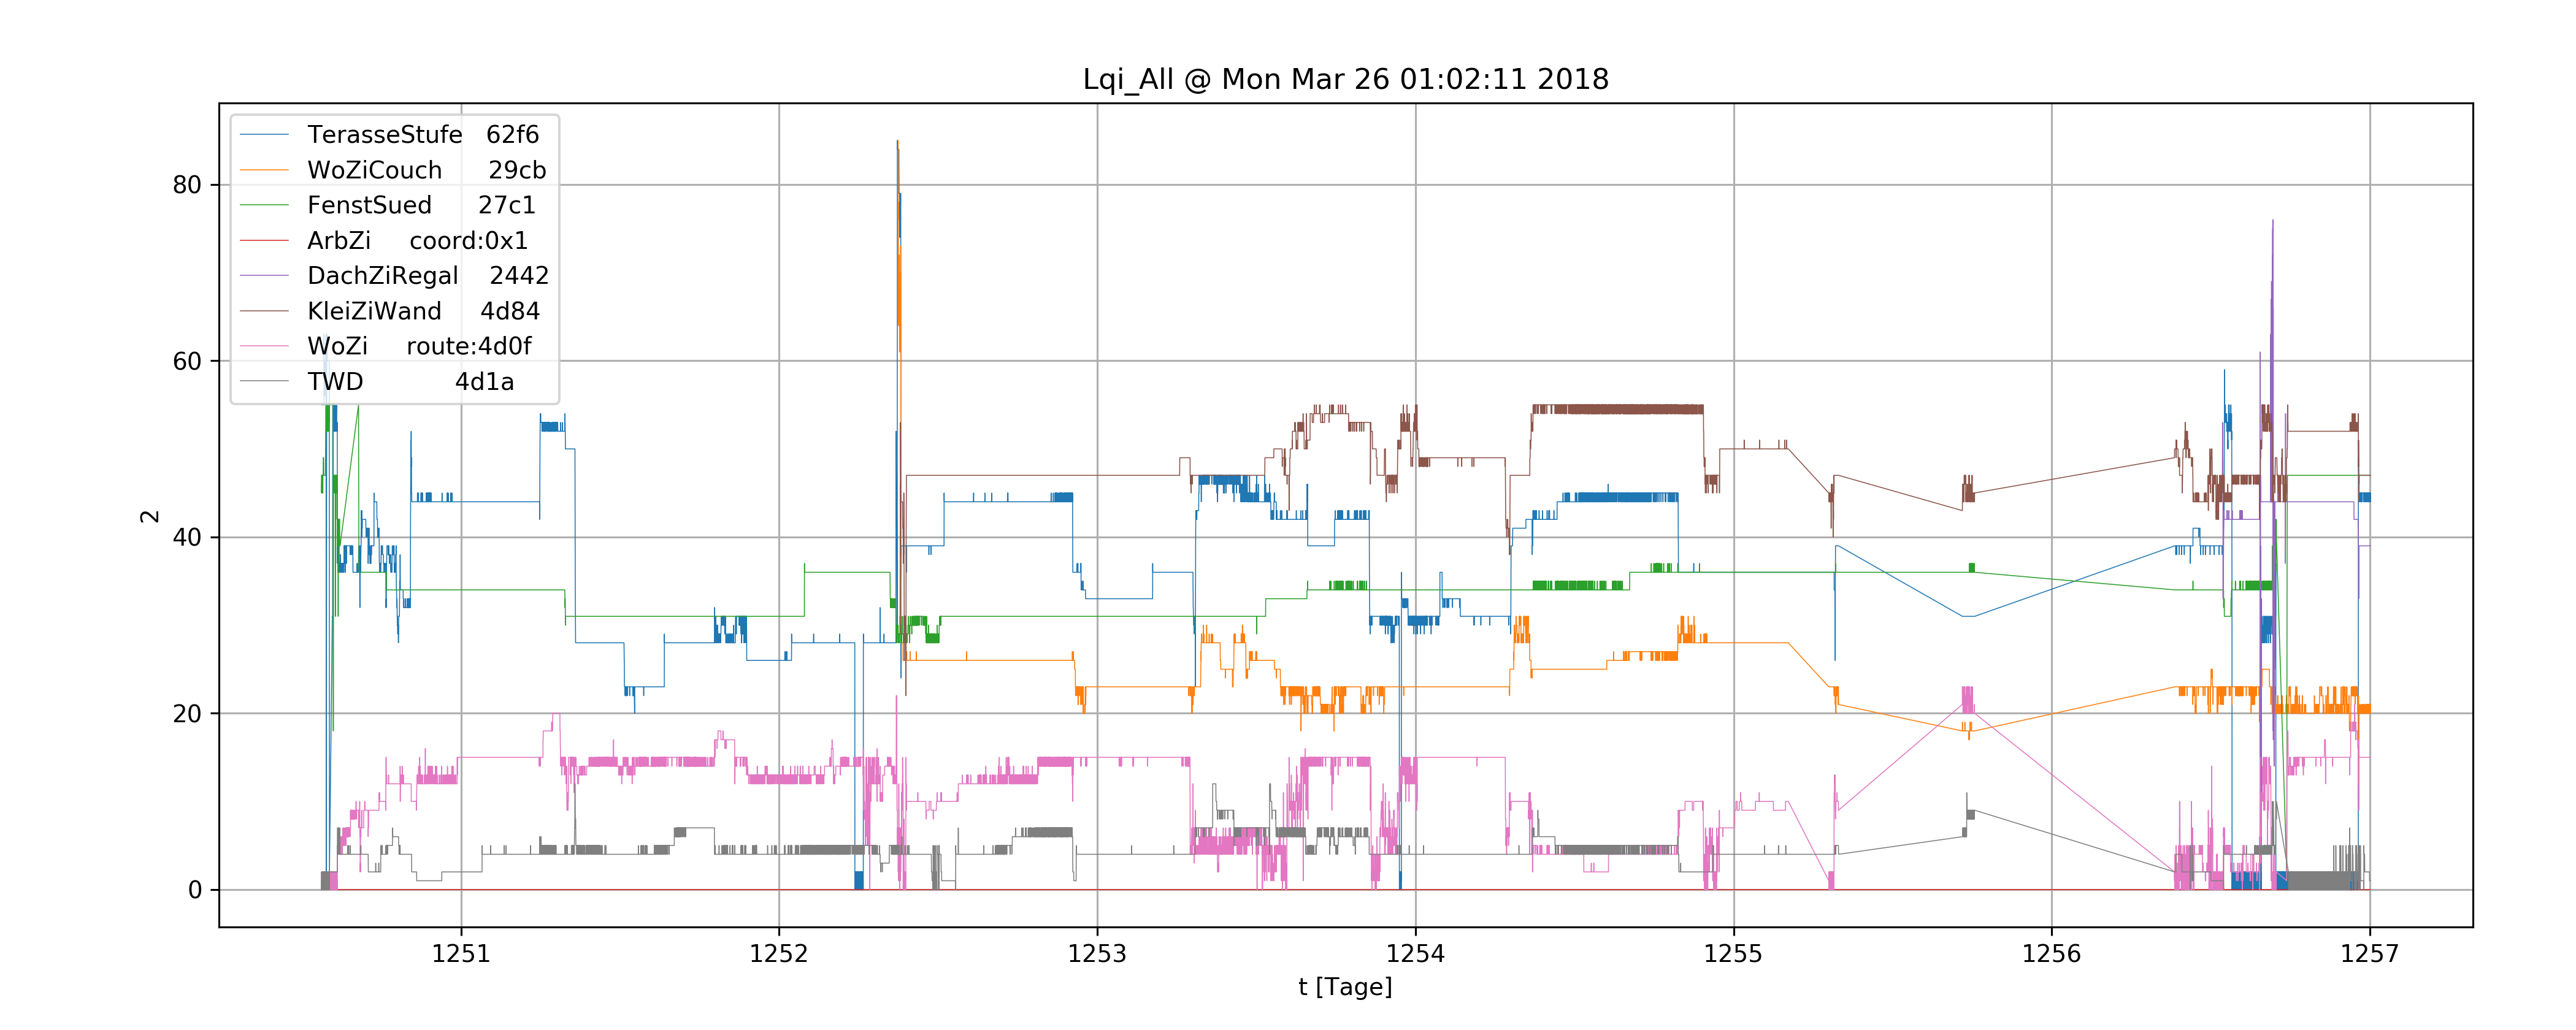 Lqi_All @ Mon Mar 26 01:02:11 2018
TerasseStufe 62f6
WoZiCouch 29cb
FenstSued 27c1
ArbZi coord:0x1
DachZiRegal 2442
KleiZiWand 4d84
WoZi route:4d0f
TWD 4d1a
80
60
40
20
0
2
1251 1252 1253 1254 1255 1256 1257
t [Tage]